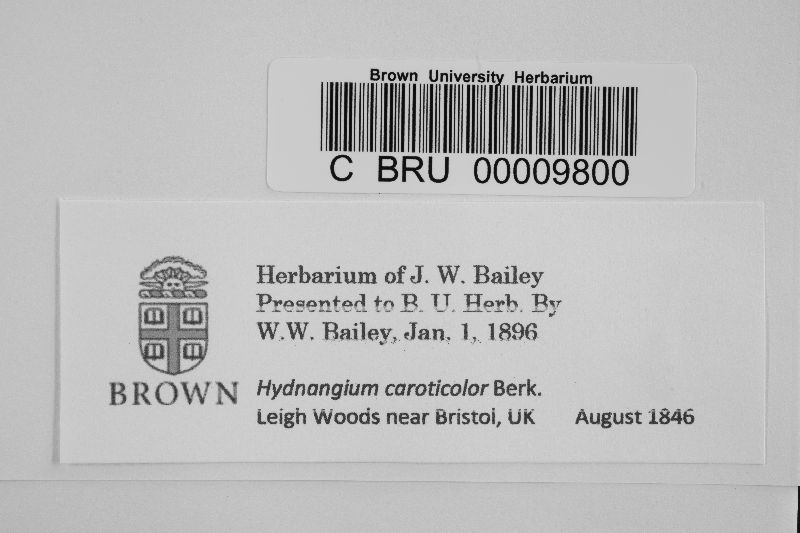 Brown University Herbarium
C BRU 00009800
Herbarium of J. W. Bailey
Presented to B. U. Herb. By
W.W. Bailey, Jan. 1, 1896
BROWN
Hydnangium caroticolor Berk.
Leigh Woods near Bristol, UK August 1846